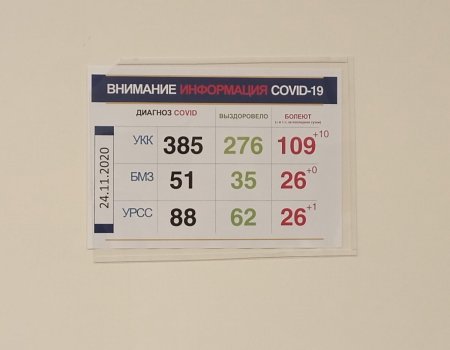 ВНИМАНИЕ ИНФОРМАЦИЯ COVID-19
ДИАГНОЗ COVID ВЫЗДОРОВЕЛО БОЛЕЮТ
24.11.2020
УКК 385 276 109 +10
БМЗ 51 35 26 +0
УРСС 88 62 26 +1